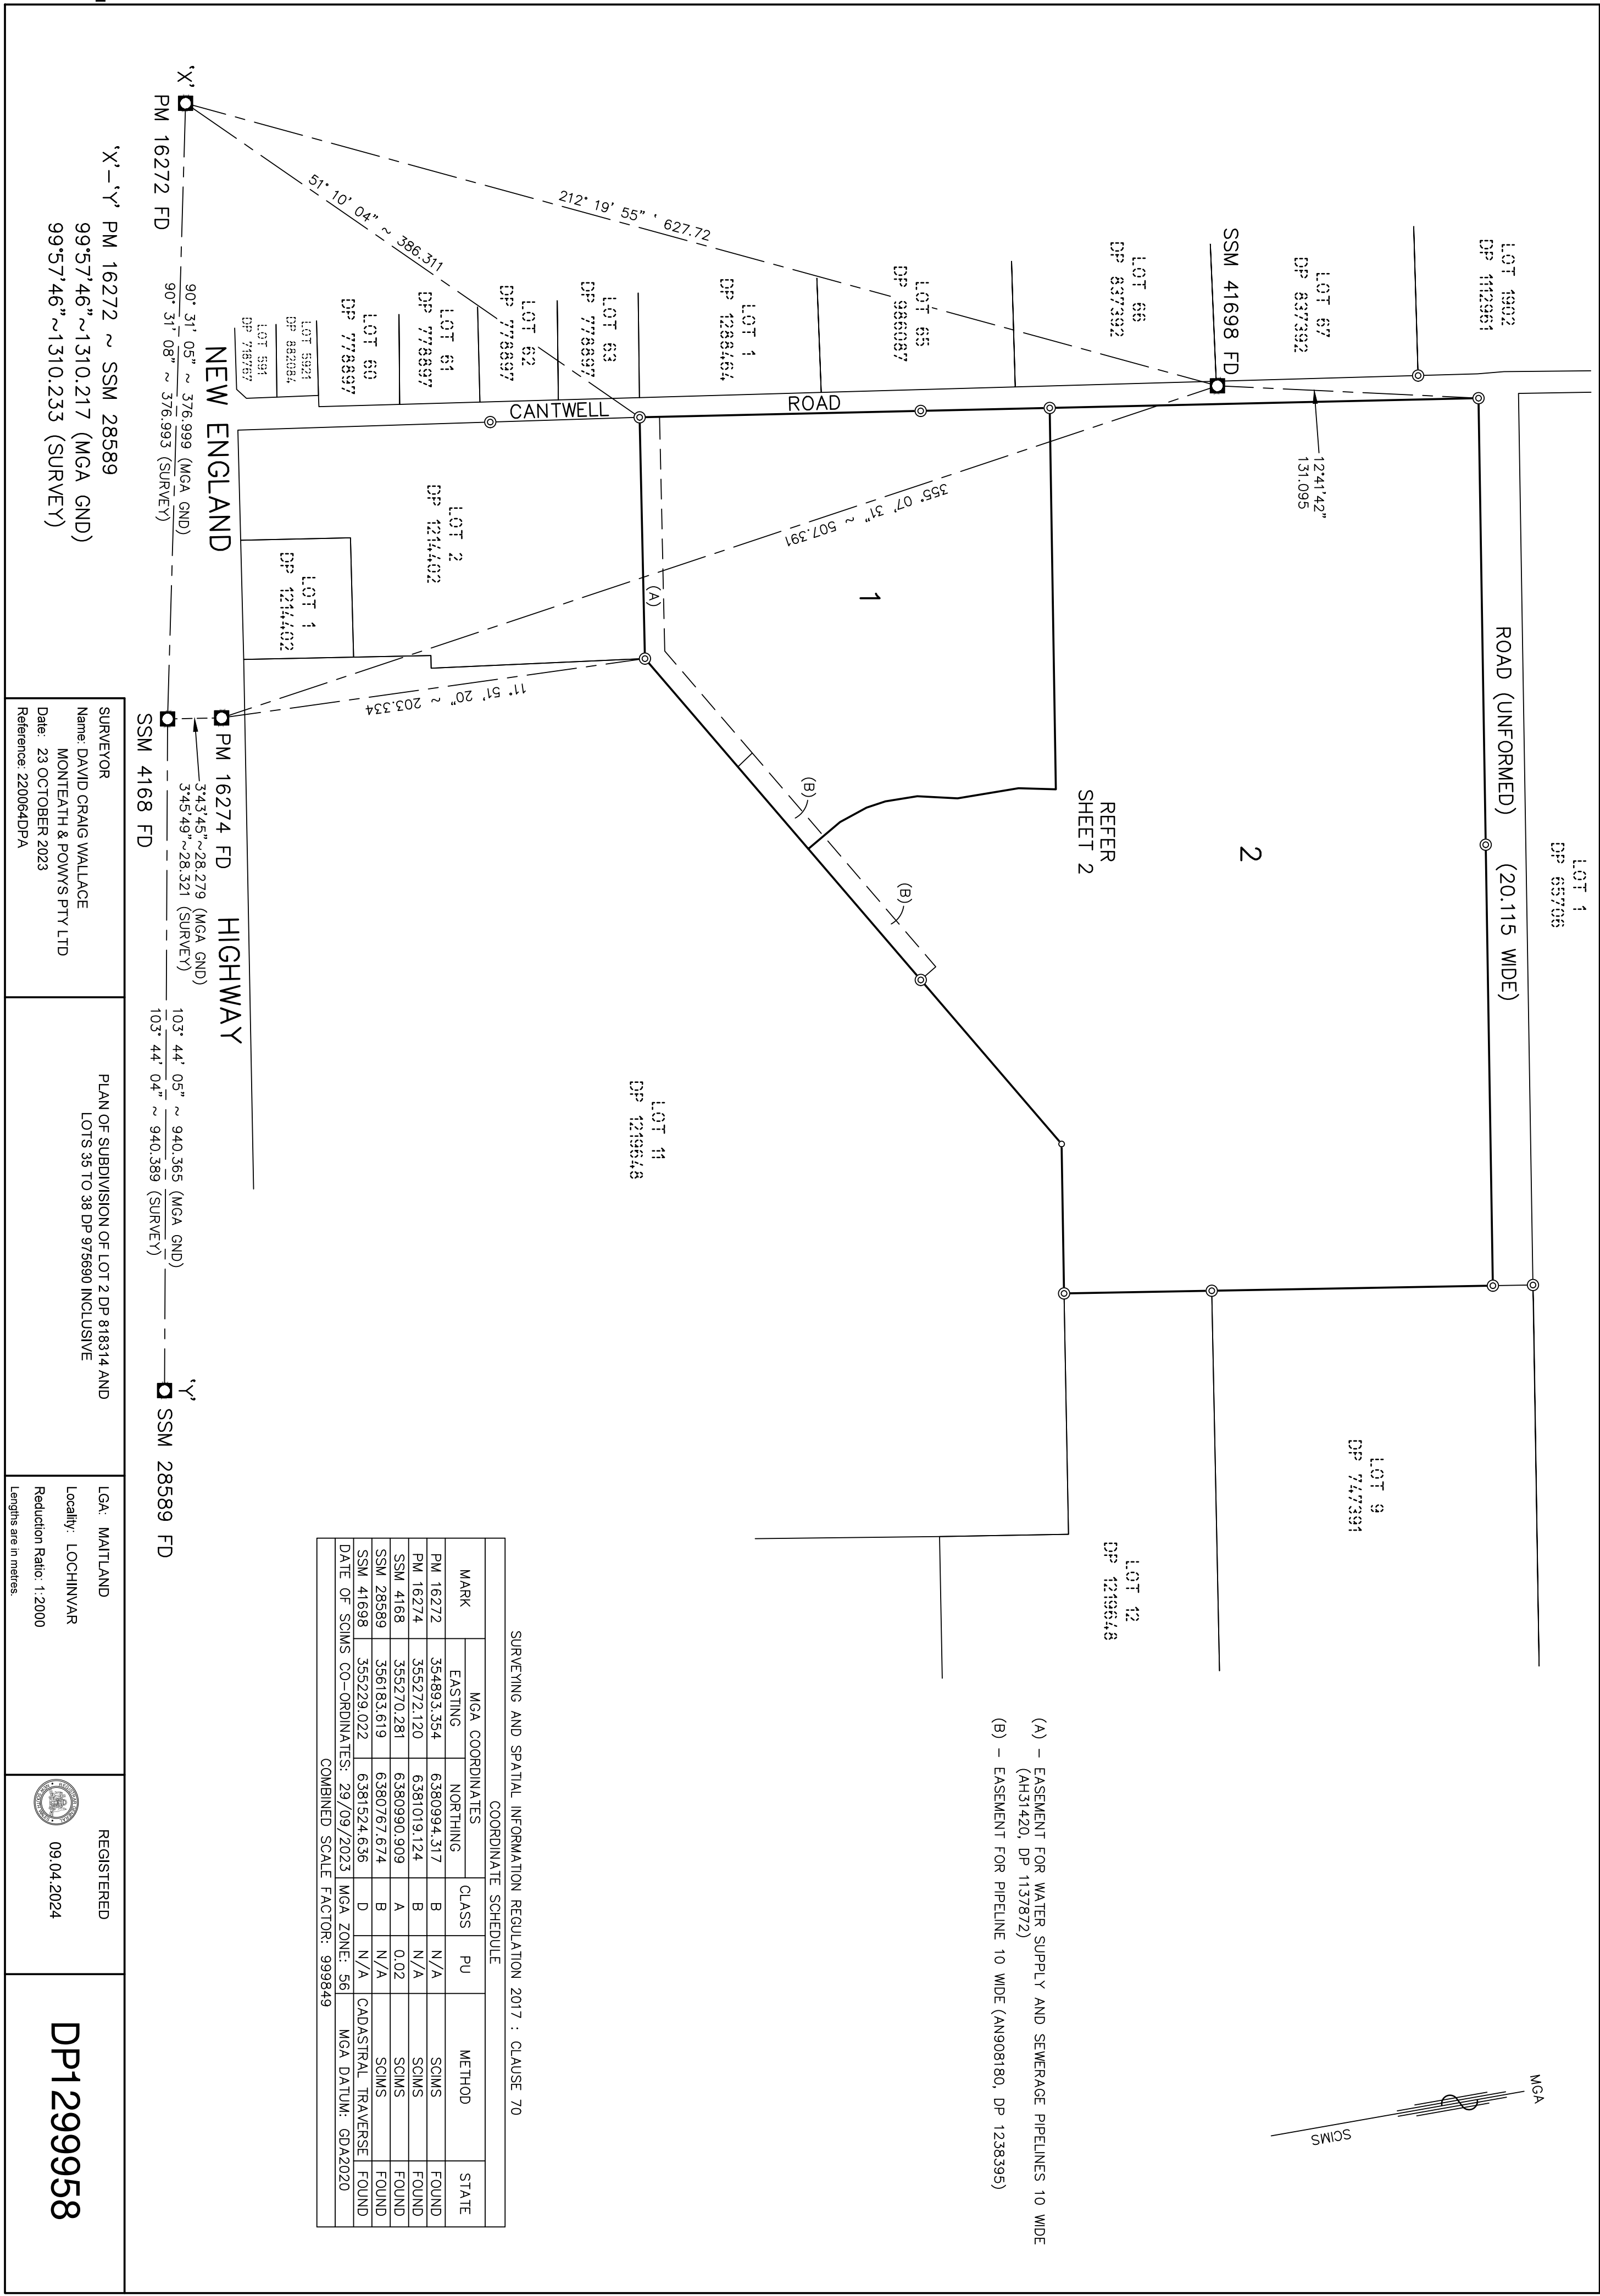 LOT 1902
DP 1112961
LOT 67
DP 837392
SSM 41698 FD
LOT 66
DP 837392
LOT 65
DP 986087
LOT 1
DP 1288464
LOT 63
DP 778897
LOT 62
DP 778897
LOT 61
DP 778897
LOT 60
DP 778897
LOT 5921
DP 882084
LOT 591
DP 718767
212° 19' 55" ' 627.72
51° 10' 04" ~ 386.311
'X'
PM 16272 FD
'X'–'Y' PM 16272 ~ SSM 28589
99°57'46"~1310.217 (MGA GND)
99°57'46"~1310.233 (SURVEY)
90° 31' 05" ~ 376.999 (MGA GND)
90° 31' 08" ~ 376.993 (SURVEY)
NEW ENGLAND
HIGHWAY
CANTWELL
ROAD
12°41'42"
131.095
355° 07' 31" ~ 507.391
11° 51' 20" ~ 203.334
LOT 2
DP 1214402
LOT 1
DP 1214402
(A)
1
(B)
(B)
REFER
SHEET 2
2
ROAD (UNFORMED) (20.115 WIDE)
LOT 1
DP 65706
LOT 11
DP 1219648
LOT 9
DP 747391
LOT 12
DP 1219648
PM 16274 FD
3°43'45"~28.279 (MGA GND)
3°45'49"~28.321 (SURVEY)
SSM 4168 FD
103° 44' 05" ~ 940.365 (MGA GND)
103° 44' 04" ~ 940.389 (SURVEY)
'Y'
SSM 28589 FD
(A) – EASEMENT FOR WATER SUPPLY AND SEWERAGE PIPELINES 10 WIDE
(AH31420, DP 1137872)
(B) – EASEMENT FOR PIPELINE 10 WIDE (AN908180, DP 1238395)
MGA
SCIMS
SURVEYING AND SPATIAL INFORMATION REGULATION 2017 : CLAUSE 70
COORDINATE SCHEDULE
MARK MGA COORDINATES CLASS PU METHOD STATE
EASTING NORTHING
PM 16272 354893.354 6380994.317 B N/A SCIMS FOUND
PM 16274 355272.120 6381019.124 B N/A SCIMS FOUND
SSM 4168 355270.281 6380990.909 A 0.02 SCIMS FOUND
SSM 28589 356183.619 6380767.674 B N/A SCIMS FOUND
SSM 41698 355229.022 6381524.636 D N/A CADASTRAL TRAVERSE FOUND
DATE OF SCIMS CO-ORDINATES: 29/09/2023 MGA ZONE: 56 MGA DATUM: GDA2020
COMBINED SCALE FACTOR: 999849
SURVEYOR
Name: DAVID CRAIG WALLACE
MONTEATH & POWYS PTY LTD
Date: 23 OCTOBER 2023
Reference: 220064DPA
PLAN OF SUBDIVISION OF LOT 2 DP 818314 AND
LOTS 35 TO 38 DP 975690 INCLUSIVE
LGA: MAITLAND
Locality: LOCHINVAR
Reduction Ratio: 1:2000
Lengths are in metres.
REGISTERED
09.04.2024
DP1299958